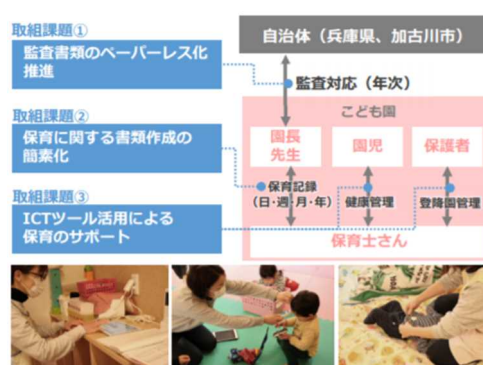 取組課題①
監査書類のペーパーレス化
推進
取組課題②
保育に関する書類作成の
簡素化
取組課題③
ICTツール活用による
保育のサポート
自治体（兵庫県、加古川市）
監査対応（年次）
こども園
園長
先生
園児
保護者
保育記録
（日・週・月・年）
健康管理
登降園管理
保育士さん